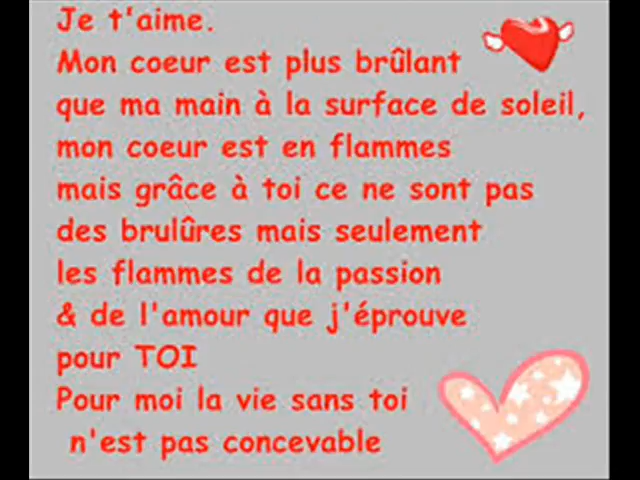 Je t'aime.
Mon coeur est plus brûlant
que ma main à la surface de soleil,
mon coeur est en flammes
mais grâce à toi ce ne sont pas
des brulûres mais seulement
les flammes de la passion
& de l'amour que j'éprouve
pour TOI
Pour moi la vie sans toi
n'est pas concevable